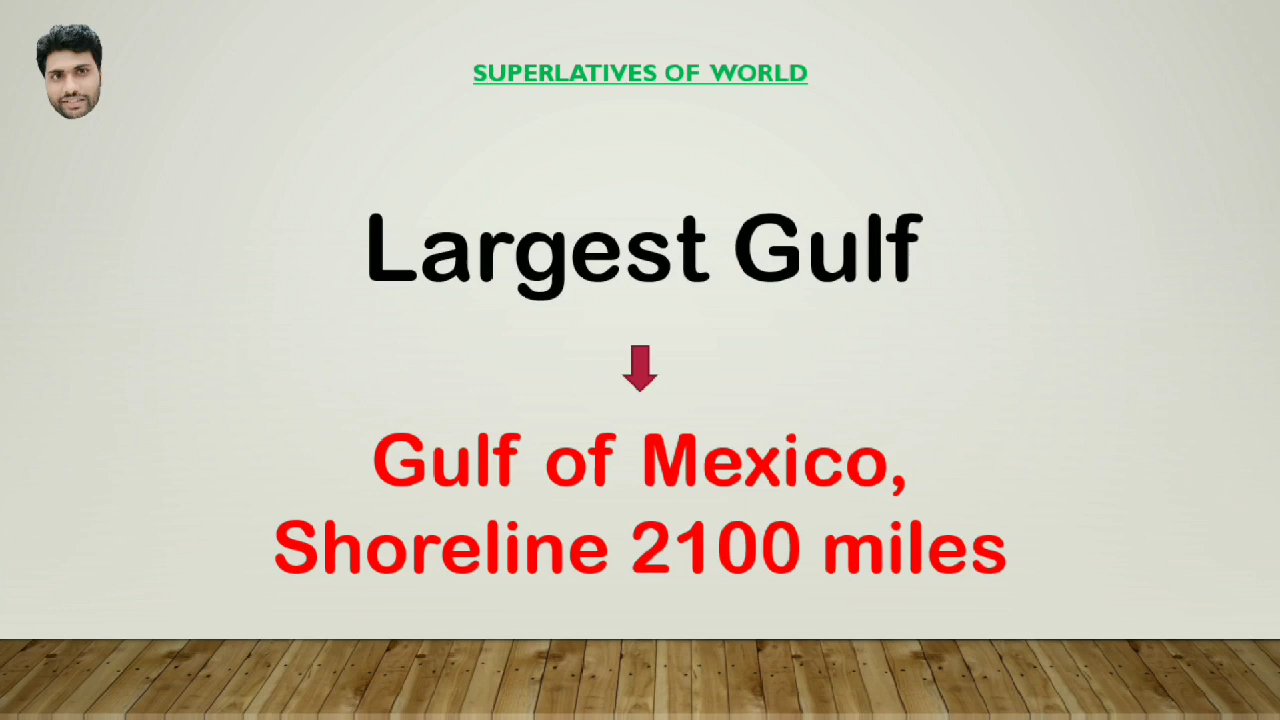 SUPERLATIVES OF WORLD
Largest Gulf
Gulf of Mexico,
Shoreline 2100 miles